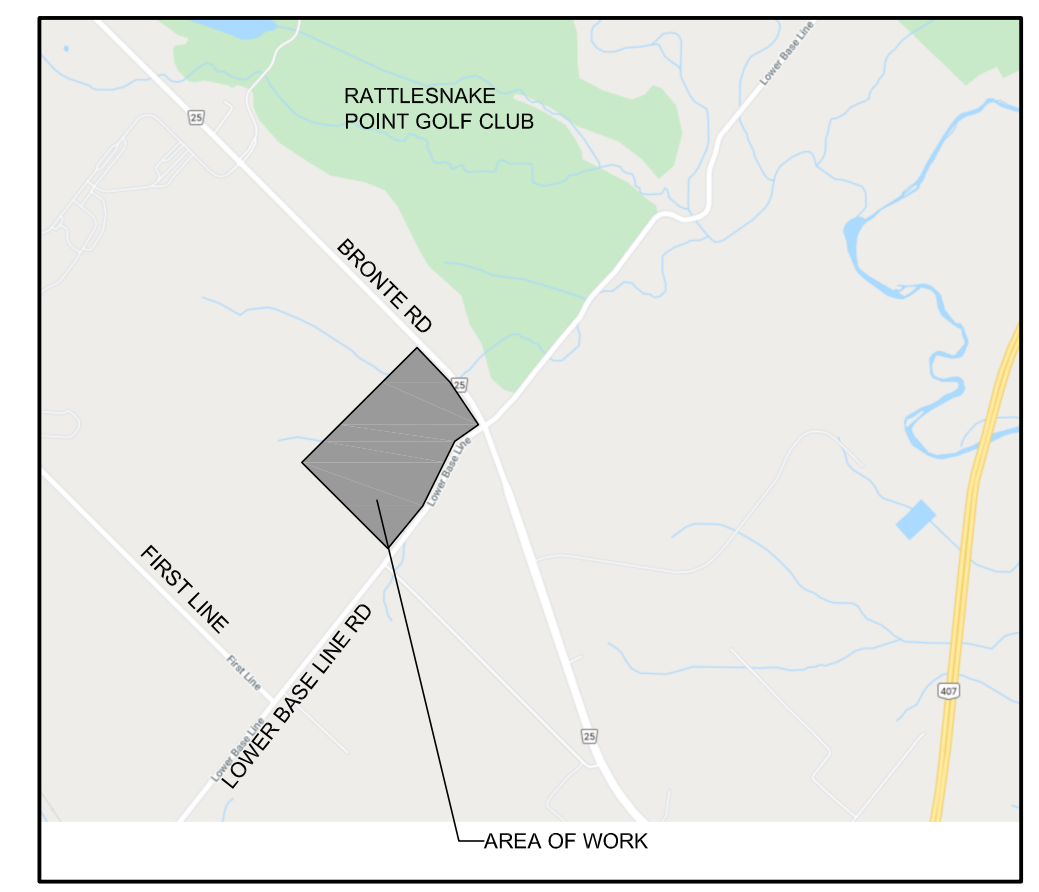 Lower Base Line
RATTLESNAKE
POINT GOLF CLUB
25
BRONTE RD
25
Lower Base Line
FIRST LINE
First Line
LOWER BASE LINE RD
Lower Base Line
407
25
AREA OF WORK